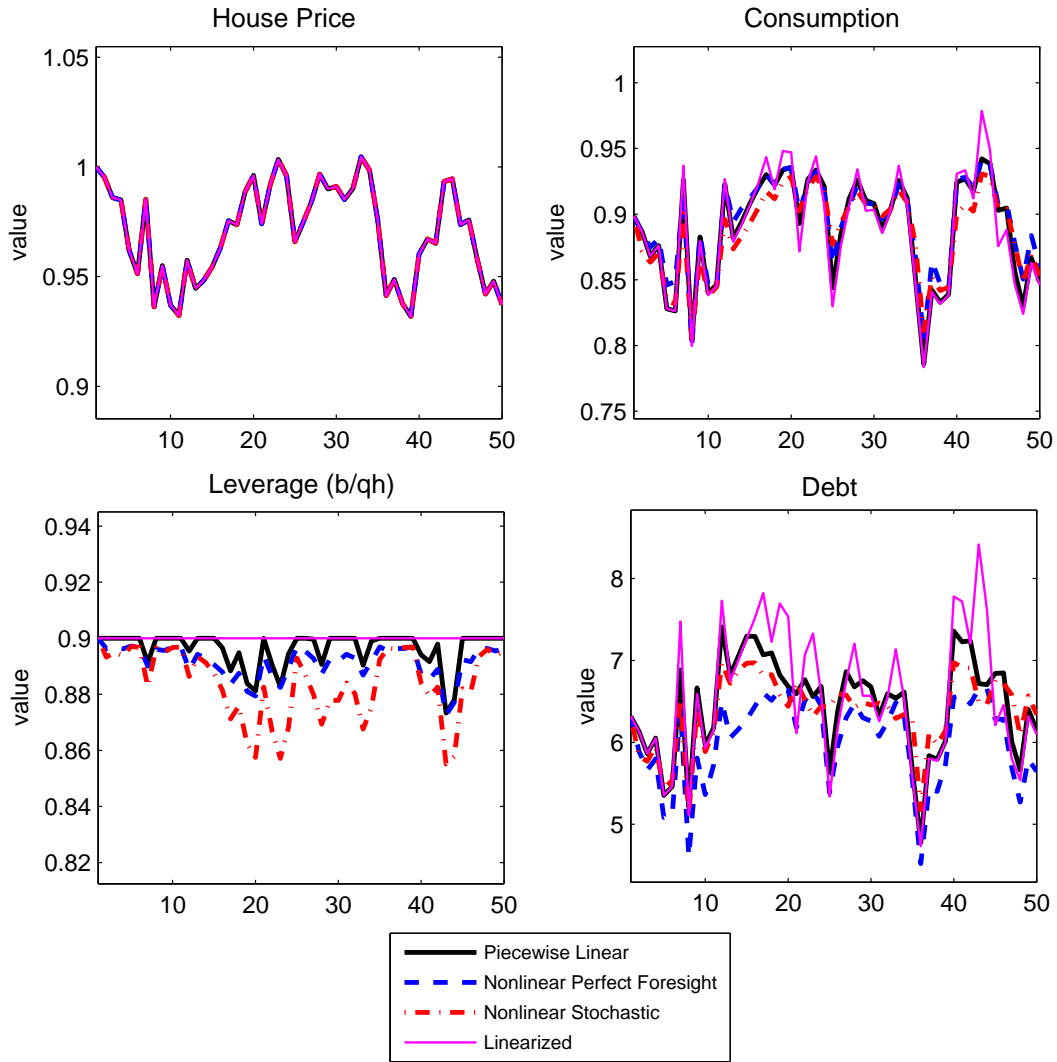 House Price
1.05
1
0.95
0.9
value
10 20 30 40 50
Consumption
1
0.95
0.9
0.85
0.8
0.75
value
10 20 30 40 50
Leverage (b/qh)
0.94
0.92
0.9
0.88
0.86
0.84
0.82
value
10 20 30 40 50
Debt
8
7
6
5
value
10 20 30 40 50
Piecewise Linear
Nonlinear Perfect Foresight
Nonlinear Stochastic
Linearized